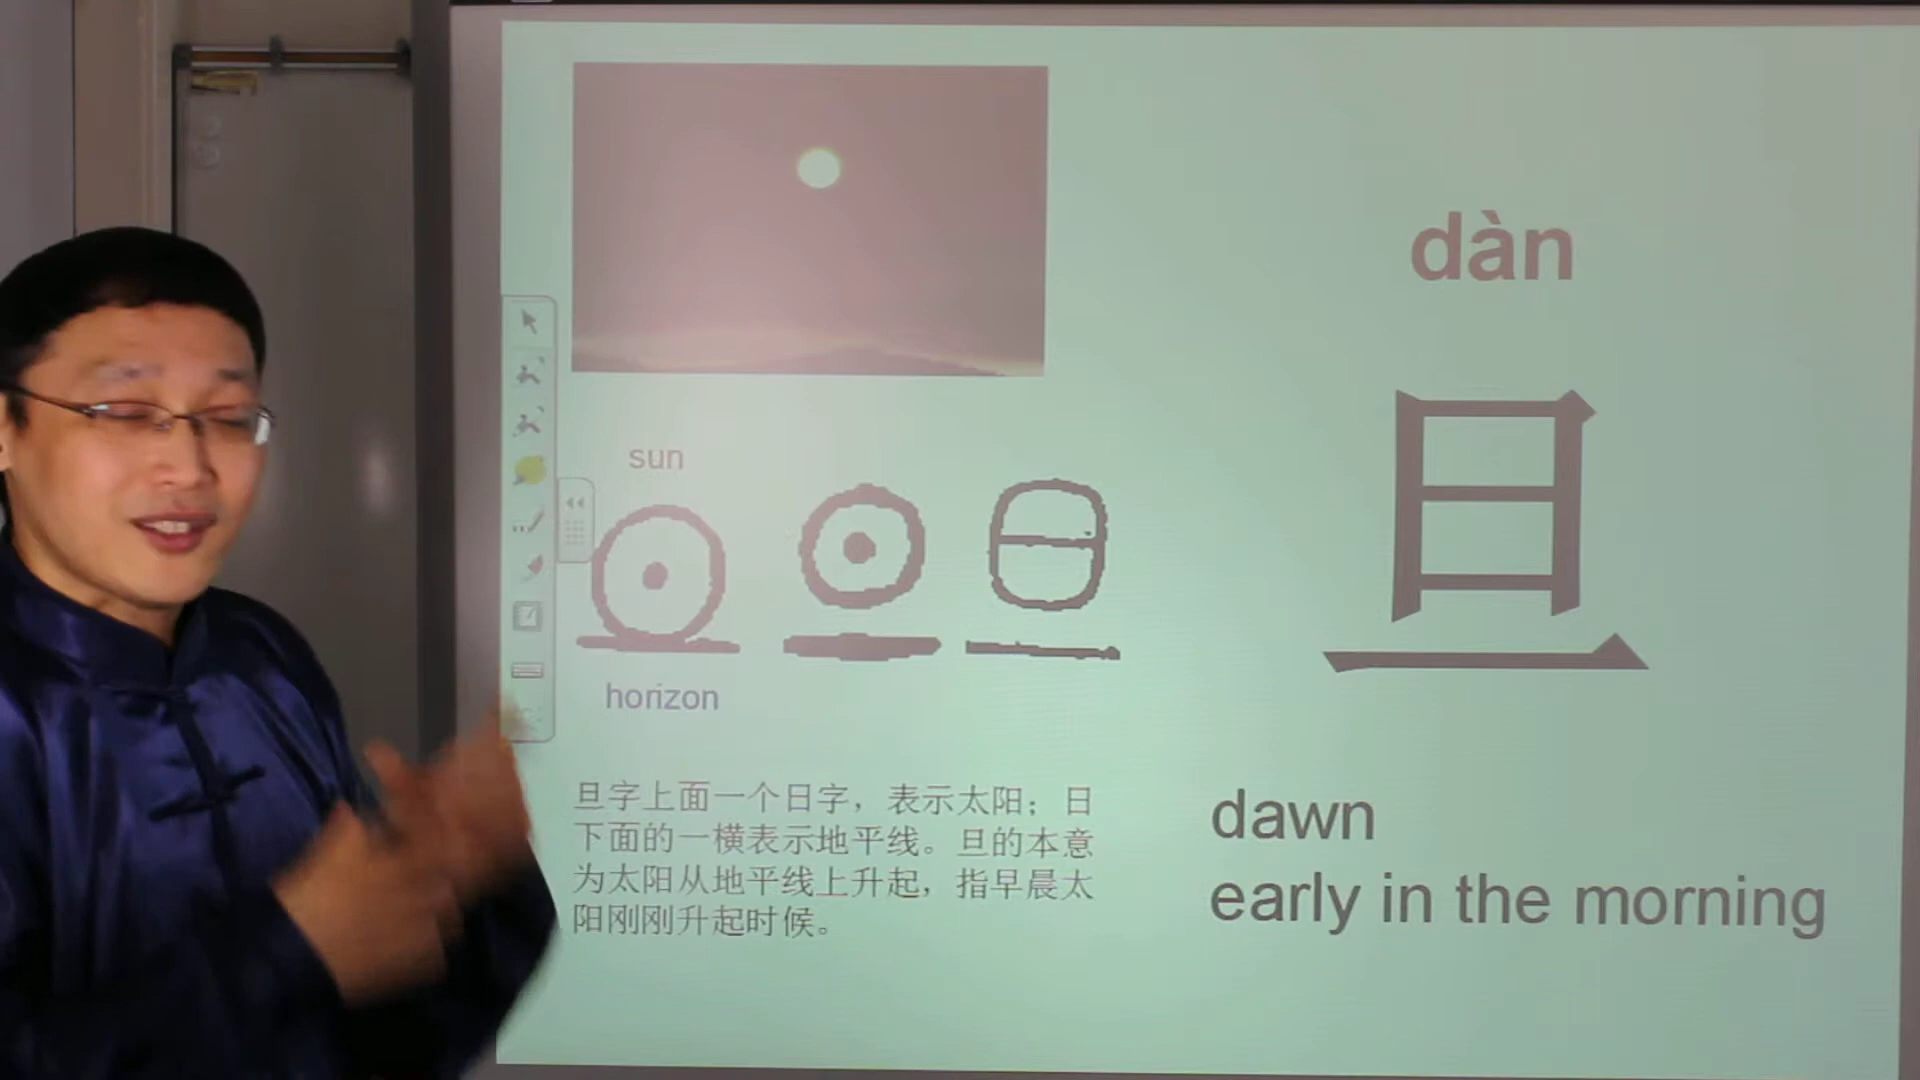 dàn
sun
旦
horizon
旦字上面一个日字，表示太阳；日
下面的一横表示地平线。旦的本意
为太阳从地平线上升起，指早晨太
阳刚刚升起时候。
dawn
early in the morning